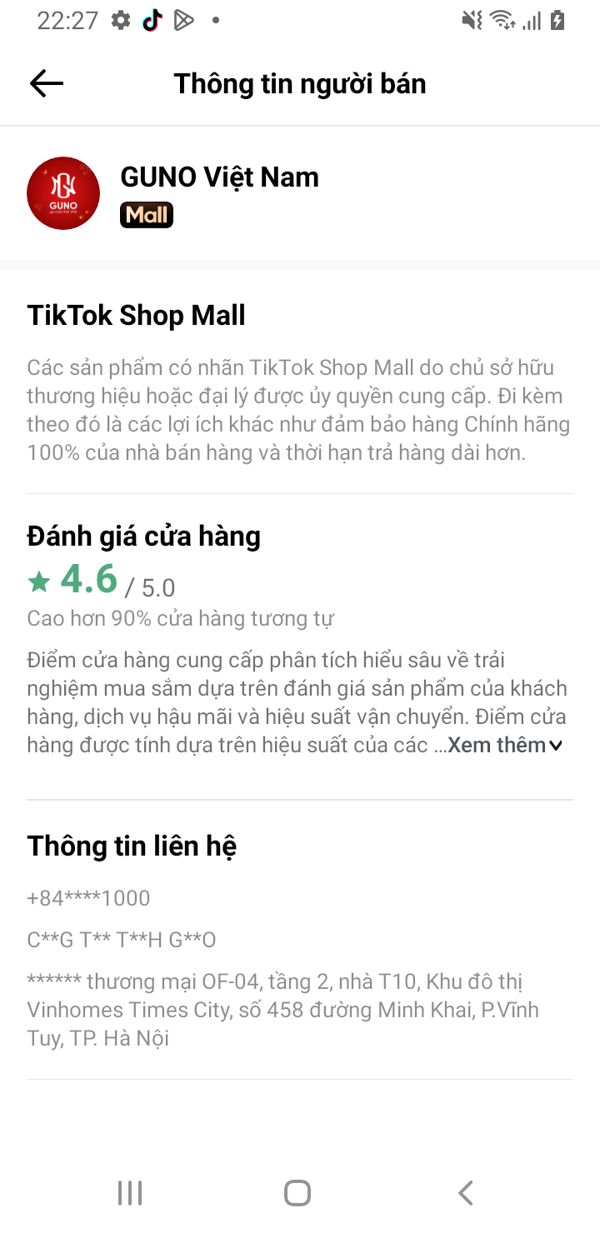 22:27
Thông tin người bán
GUNO
GUNO Việt Nam
Mall
TikTok Shop Mall
Các sản phẩm có nhãn TikTok Shop Mall do chủ sở hữu
thương hiệu hoặc đại lý được ủy quyền cung cấp. Đi kèm
theo đó là các lợi ích khác như đảm bảo hàng Chính hãng
100% của nhà bán hàng và thời hạn trả hàng dài hơn.
Đánh giá cửa hàng
4.6 / 5.0
Cao hơn 90% cửa hàng tương tự
Điểm cửa hàng cung cấp phân tích hiểu sâu về trải
nghiệm mua sắm dựa trên đánh giá sản phẩm của khách
hàng, dịch vụ hậu mãi và hiệu suất vận chuyển. Điểm cửa
hàng được tính dựa trên hiệu suất của các ...Xem thêm
Thông tin liên hệ
+84****1000
C**G T** T**H G**O
****** thương mại OF-04, tầng 2, nhà T10, Khu đô thị
Vinhomes Times City, số 458 đường Minh Khai, P.Vĩnh
Tuy, TP. Hà Nội